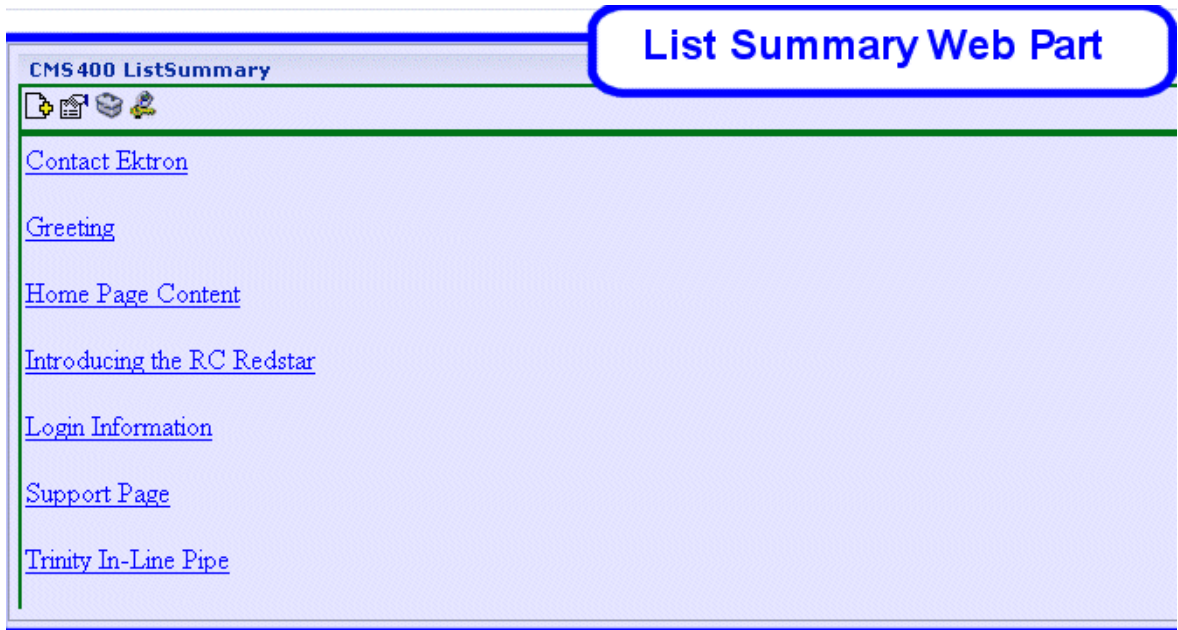 List Summary Web Part
CMS400 ListSummary
Contact Ektron
Greeting
Home Page Content
Introducing the RC Redstar
Login Information
Support Page
Trinity In-Line Pipe